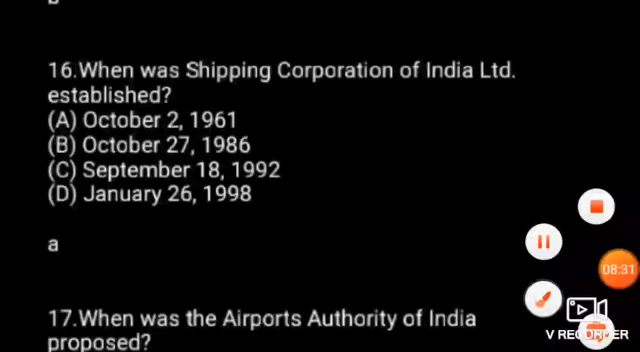 16.When was Shipping Corporation of India Ltd.
established?
(A) October 2, 1961
(B) October 27, 1986
(C) September 18, 1992
(D) January 26, 1998
a
08:31
17.When was the Airports Authority of India
V RECORDER
proposed?